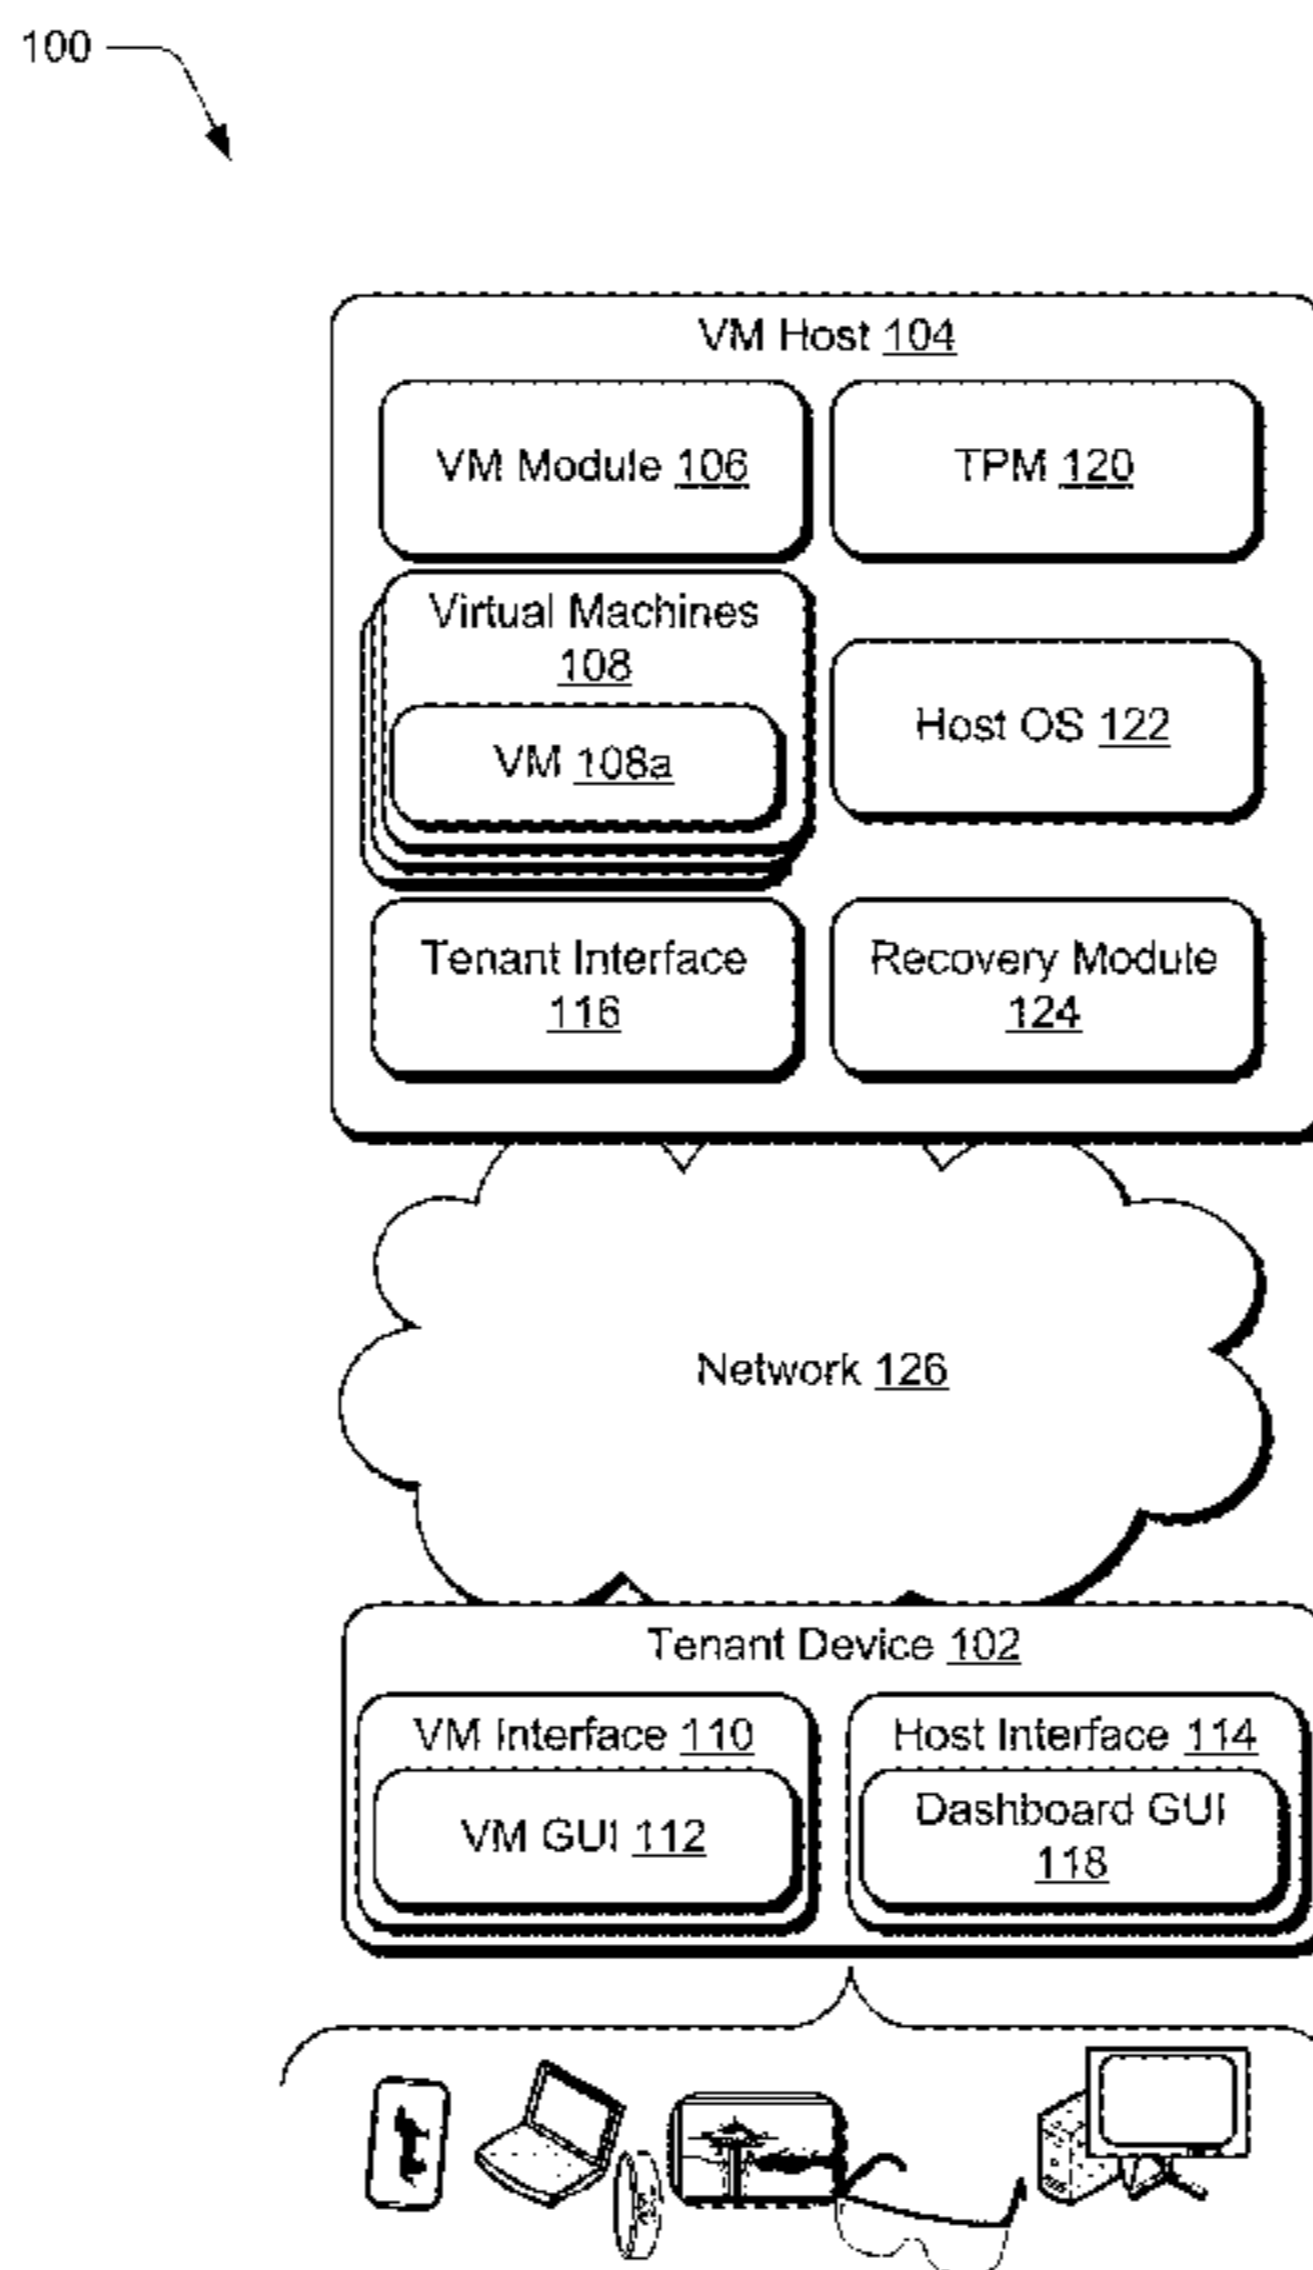 100
VM Host 104
VM Module 106
TPM 120
Virtual Machines
108
VM 108a
Host OS 122
Tenant Interface
116
Recovery Module
124
Network 126
Tenant Device 102
VM Interface 110
VM GUI 112
Host Interface 114
Dashboard GUI
118